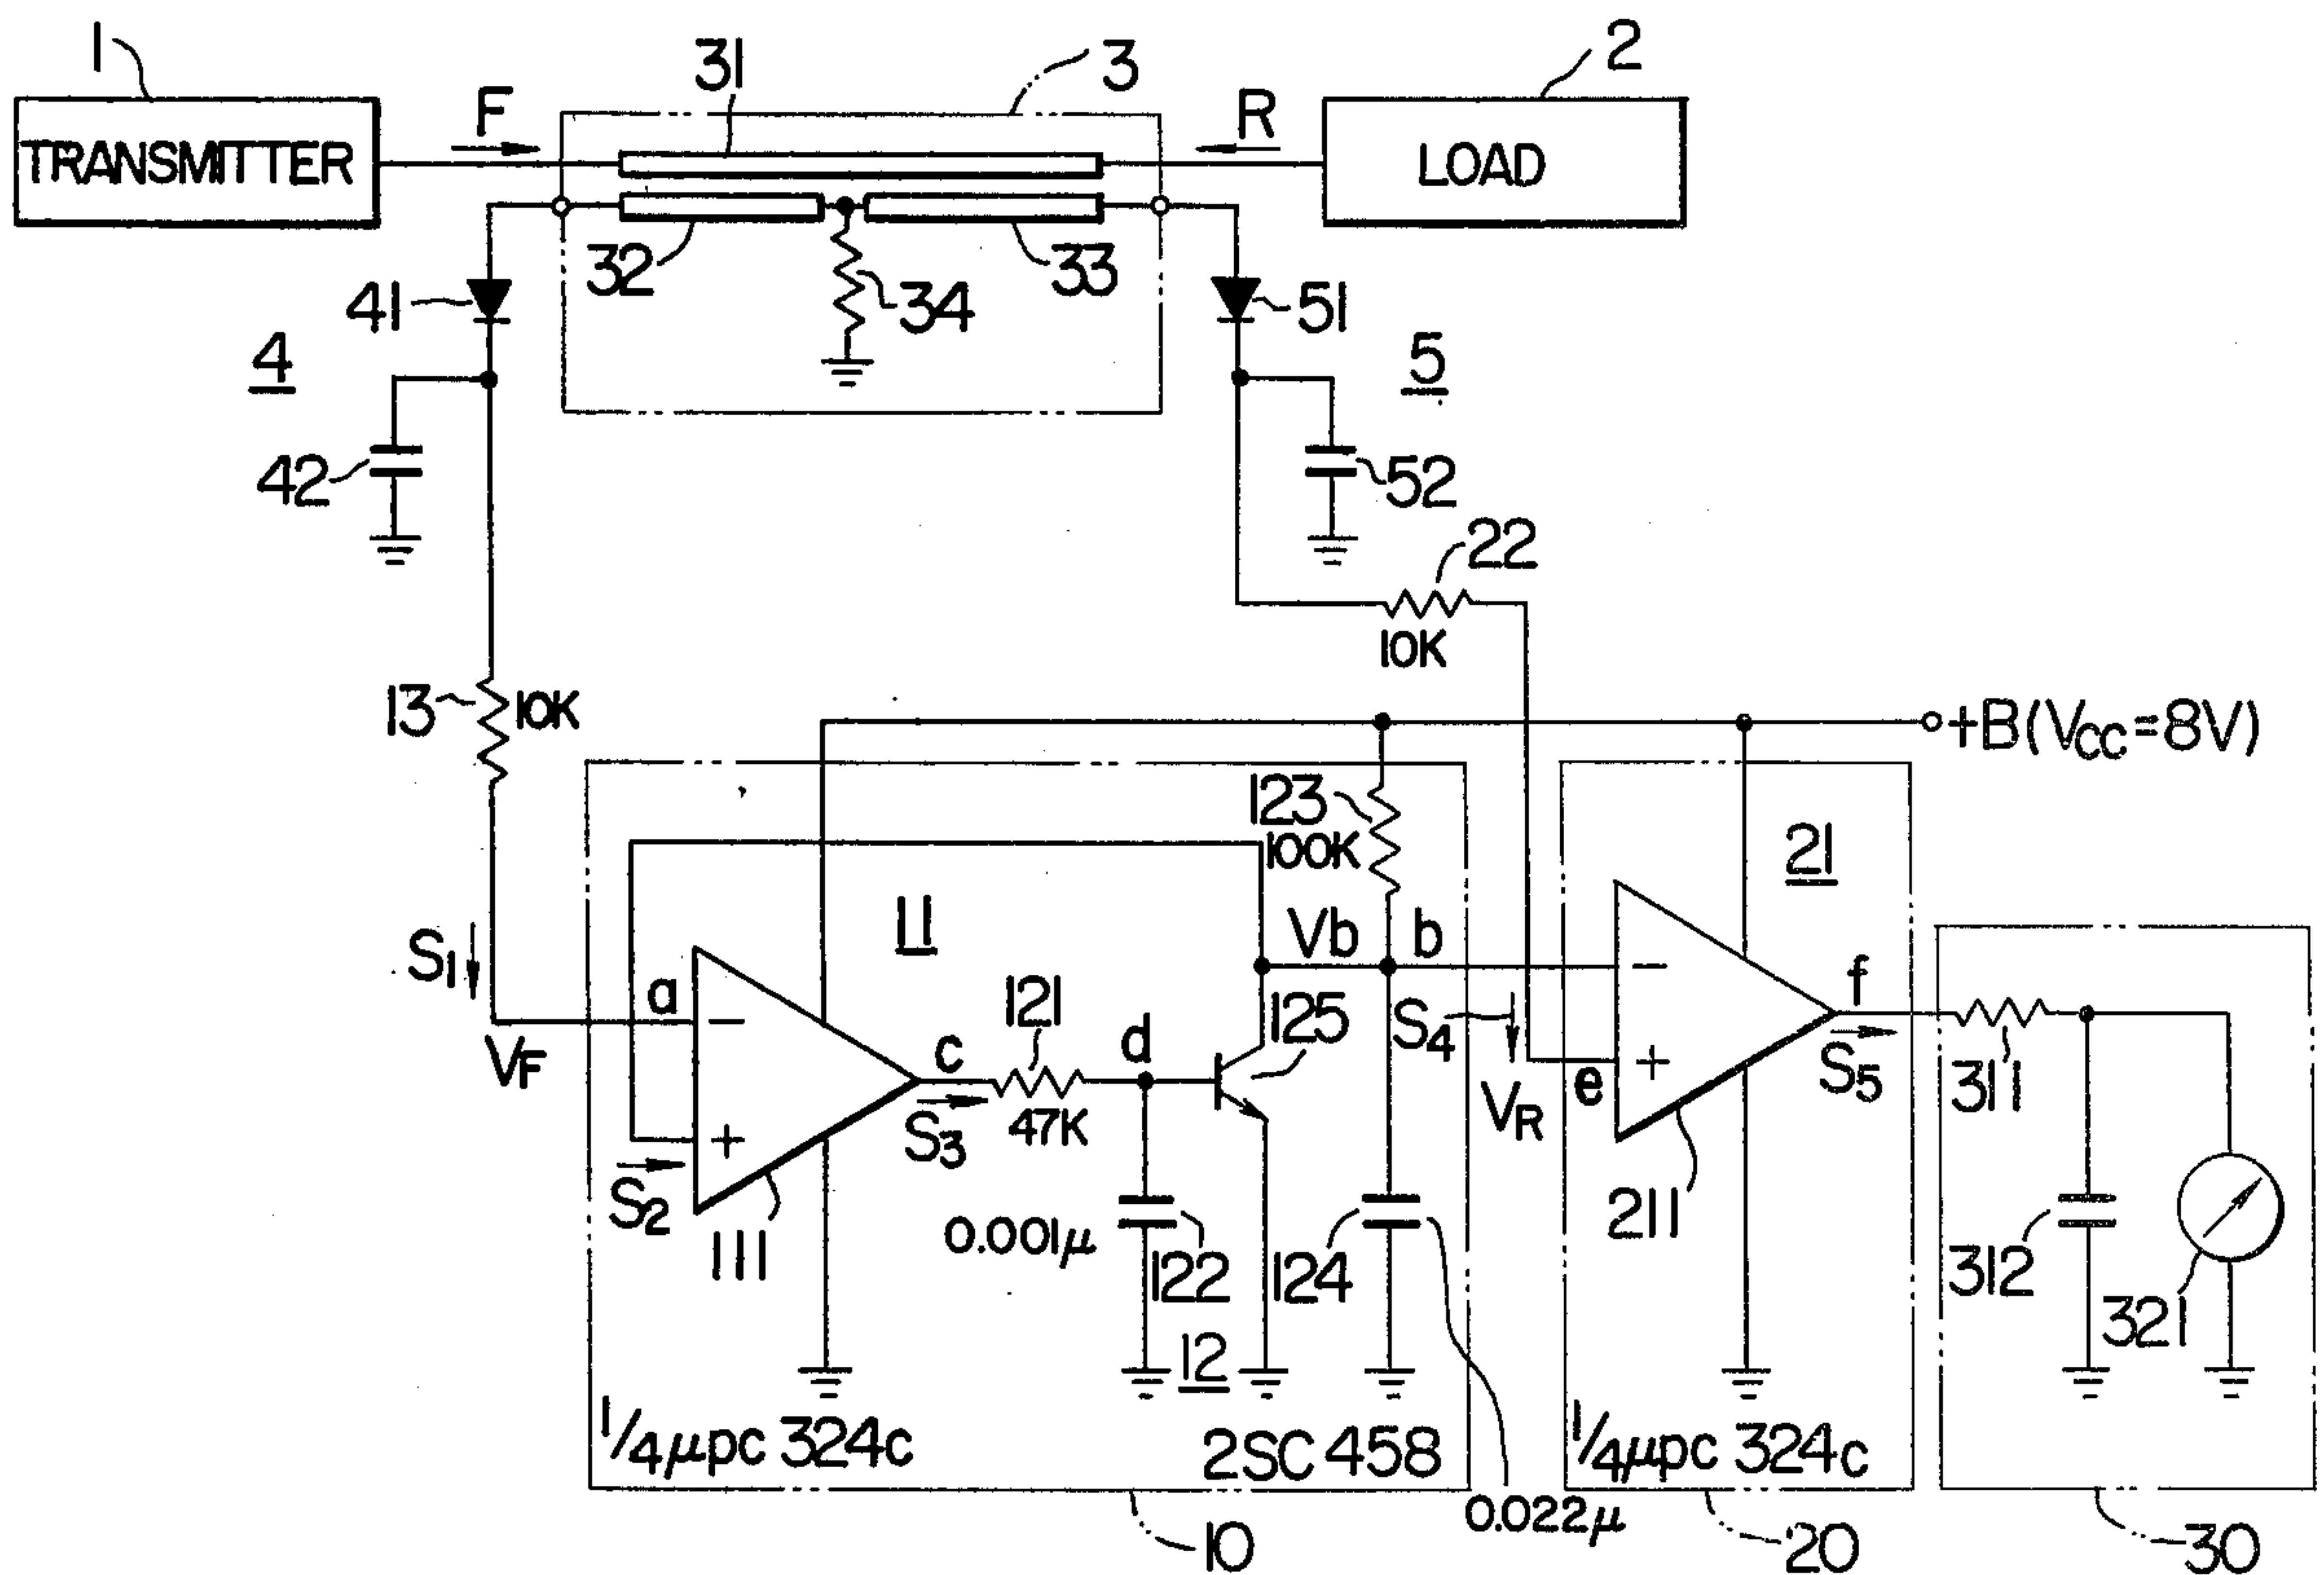 1
31
3
2
F
R
TRANSMITTER
LOAD
32
33
41
34
51
4
5
42
52
22
10K
13
10K
+B(VCC=8V)
123
100K
21
11
Vb
b
S1
a
−
121
125
S4
−
f
c
d
VF
+
47K
S3
VR
e
+
S5
311
S2
111
0.001μ
122
124
211
312
321
12
1/4μpc 324c
2SC 458
1/4μpc 324c
0.022μ
10
20
30